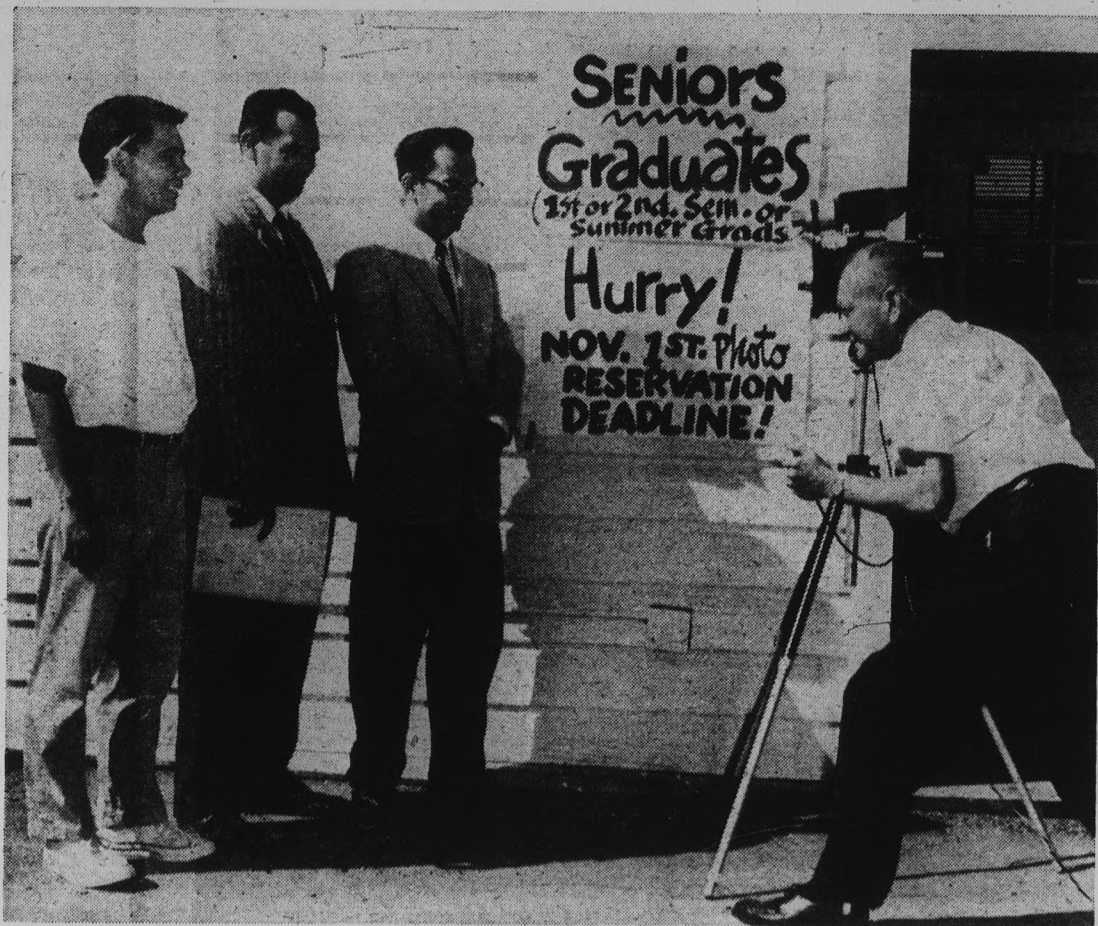 SENiors
Graduates
(1st or 2nd. Sem. or
Summer Grads
Hurry!
NOV. 1ST. Photo
RESERVATION
DEADLINE!